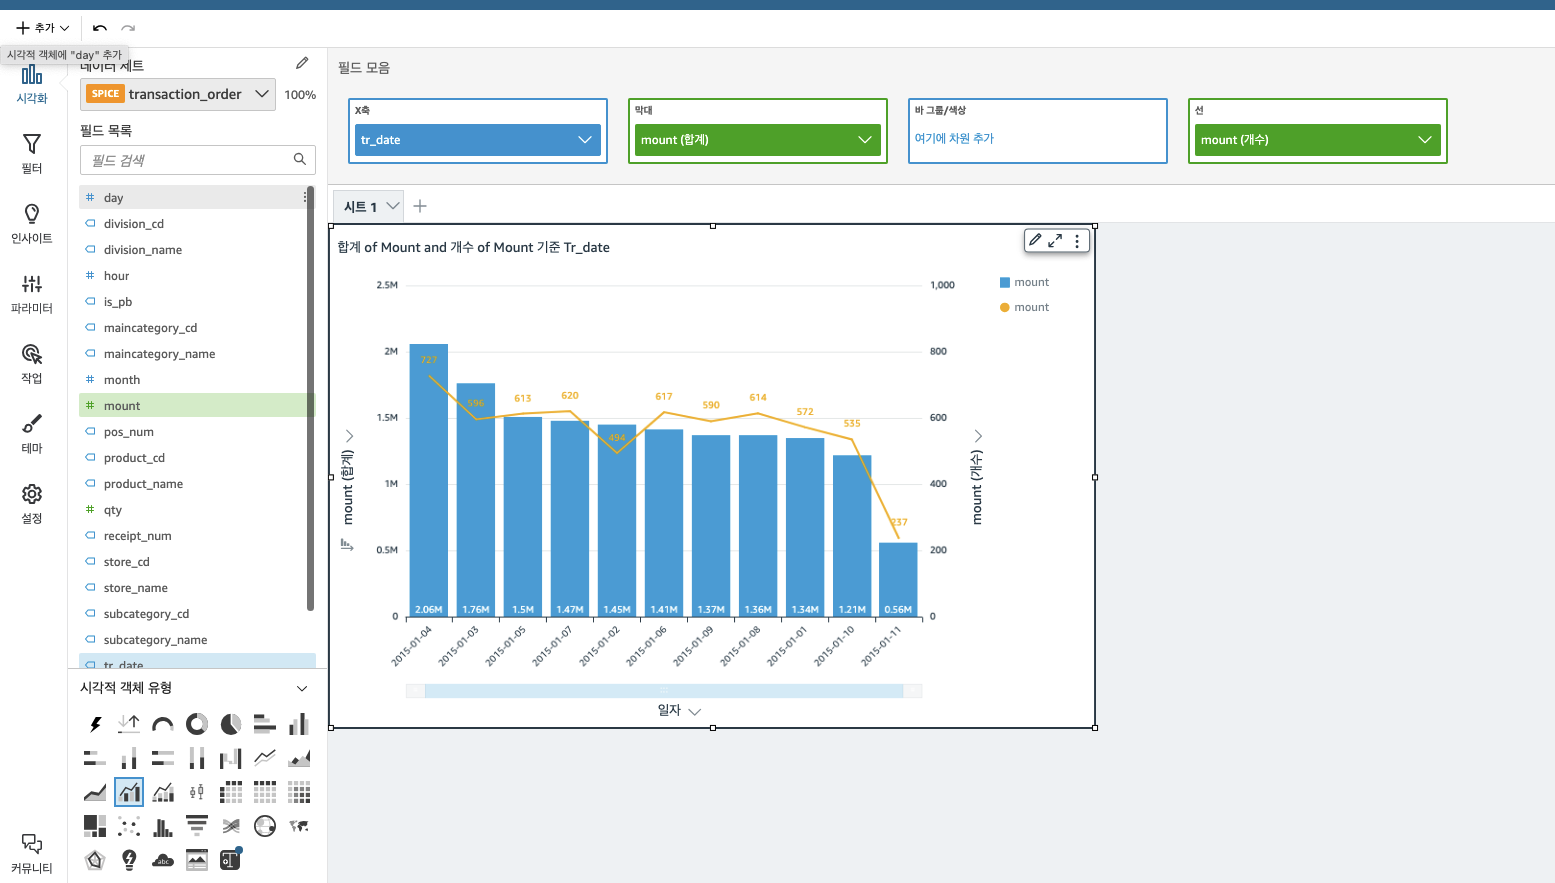 추가
시각적 객체에 "day" 추가
데이터 세트
시각화
SPICE transaction_order 100%
필드 목록
필드 검색
필터
인사이트
파라미터
작업
테마
설정
커뮤니티
day
division_cd
division_name
hour
is_pb
maincategory_cd
maincategory_name
month
mount
pos_num
product_cd
product_name
qty
receipt_num
store_cd
store_name
subcategory_cd
subcategory_name
tr_date
시각적 객체 유형
abc
필드 모음
X축
tr_date
막대
mount (합계)
바 그룹/색상
여기에 차원 추가
선
mount (개수)
시트 1
합계 of Mount and 개수 of Mount 기준 Tr_date
mount
mount
2.5M
2M
1.5M
1M
0.5M
0
mount (합계)
1,000
800
600
400
200
0
mount (개수)
727
596
613
620
494
617
590
614
572
535
237
2.06M
1.76M
1.5M
1.47M
1.45M
1.41M
1.37M
1.36M
1.34M
1.21M
0.56M
2015-01-04
2015-01-03
2015-01-05
2015-01-07
2015-01-02
2015-01-06
2015-01-09
2015-01-08
2015-01-01
2015-01-10
2015-01-11
일자